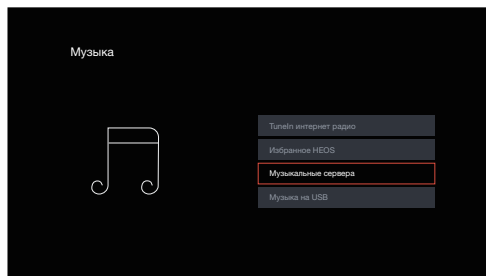 Музыка
TuneIn интернет радио
Избранное HEOS
Музыкальные сервера
Музыка на USB